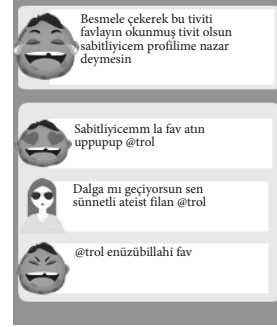 Besmele çekerek bu tiviti
favlayın okunmuş tivit olsun
sabitliyicem profilime nazar
deymesin
Sabitliyicemm la fav atın
uppupup @trol
Dalga mı geçiyorsun sen
sünnetli ateist filan @trol
@trol enüzübillahi fav